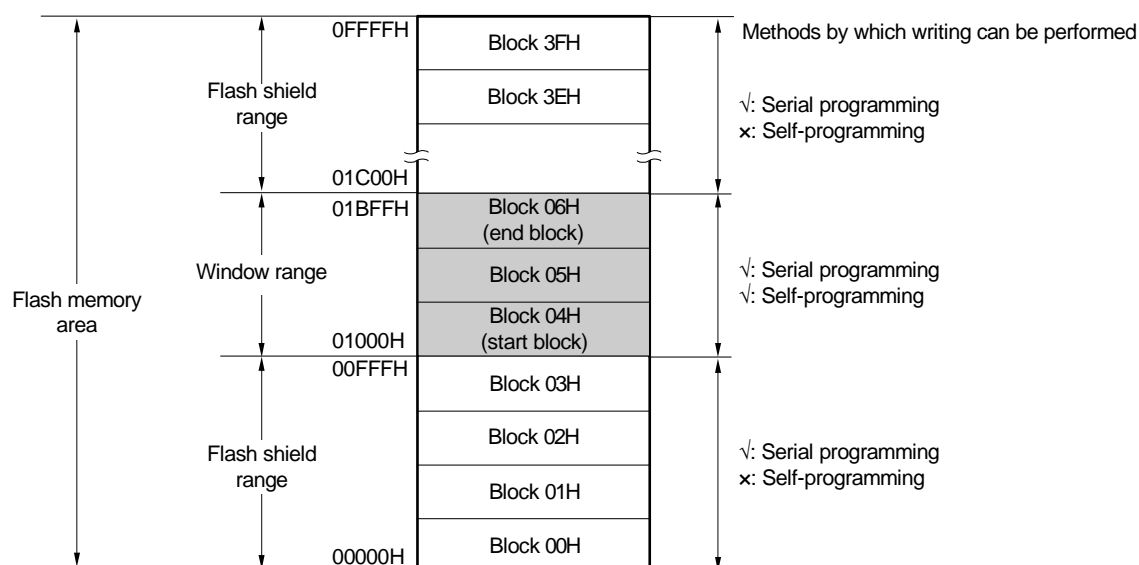 0FFFFH
Block 3FH
Methods by which writing can be performed
Block 3EH
Flash shield
range
√: Serial programming
×: Self-programming
01C00H
01BFFH
Block 06H
(end block)
Window range
Block 05H
√: Serial programming
√: Self-programming
Flash memory
area
Block 04H
(start block)
01000H
00FFFH
Block 03H
Block 02H
Flash shield
range
√: Serial programming
×: Self-programming
Block 01H
Block 00H
00000H